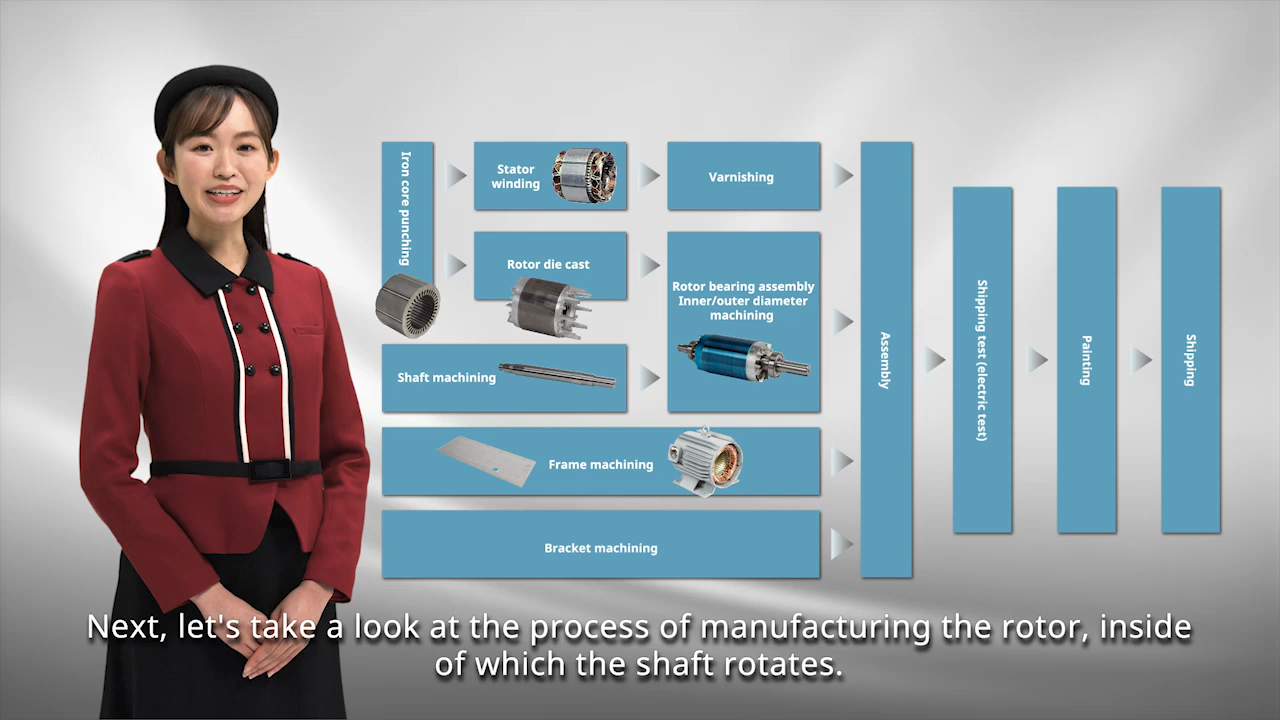 Iron core punching
Stator
winding
Varnishing
Rotor die cast
Rotor bearing assembly
Inner/outer diameter
machining
Shaft machining
Frame machining
Bracket machining
Assembly
Shipping test (electric test)
Painting
Shipping
Next, let's take a look at the process of manufacturing the rotor, inside
of which the shaft rotates.